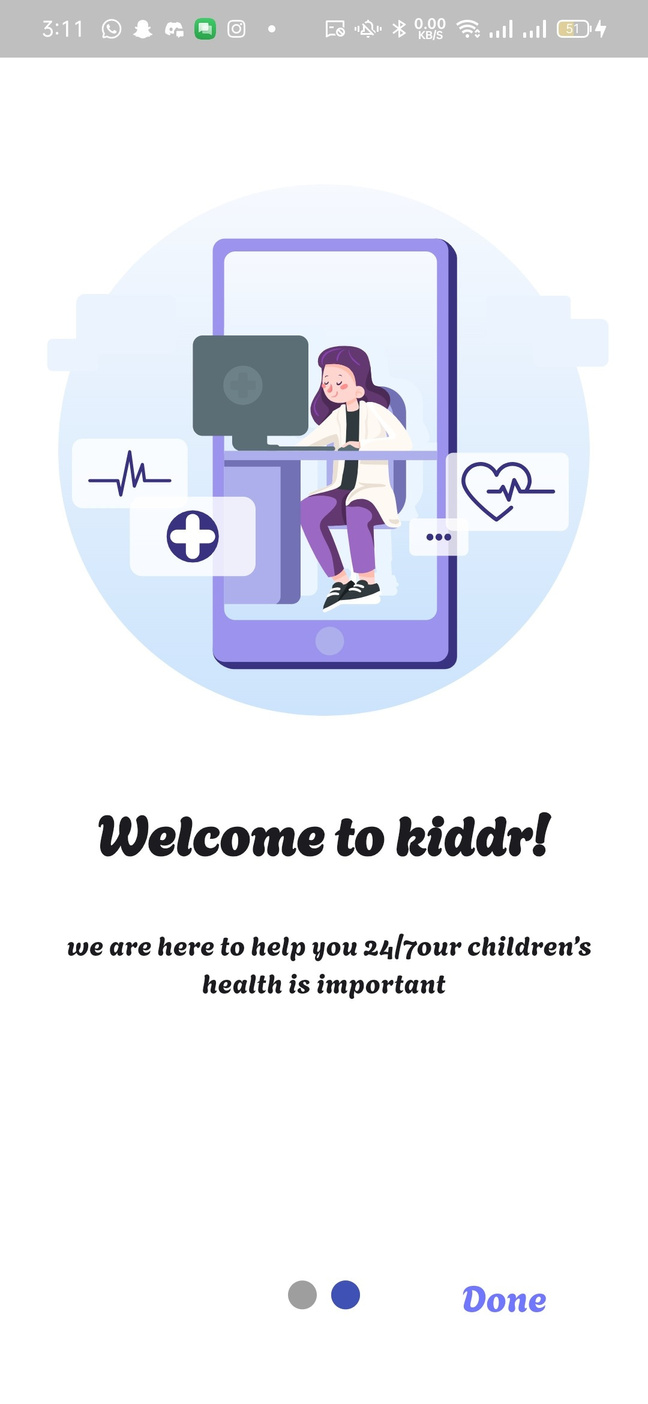 3:11
0.00
KB/S
51
Welcome to kiddr!
we are here to help you 24/7our children's
health is important
Done